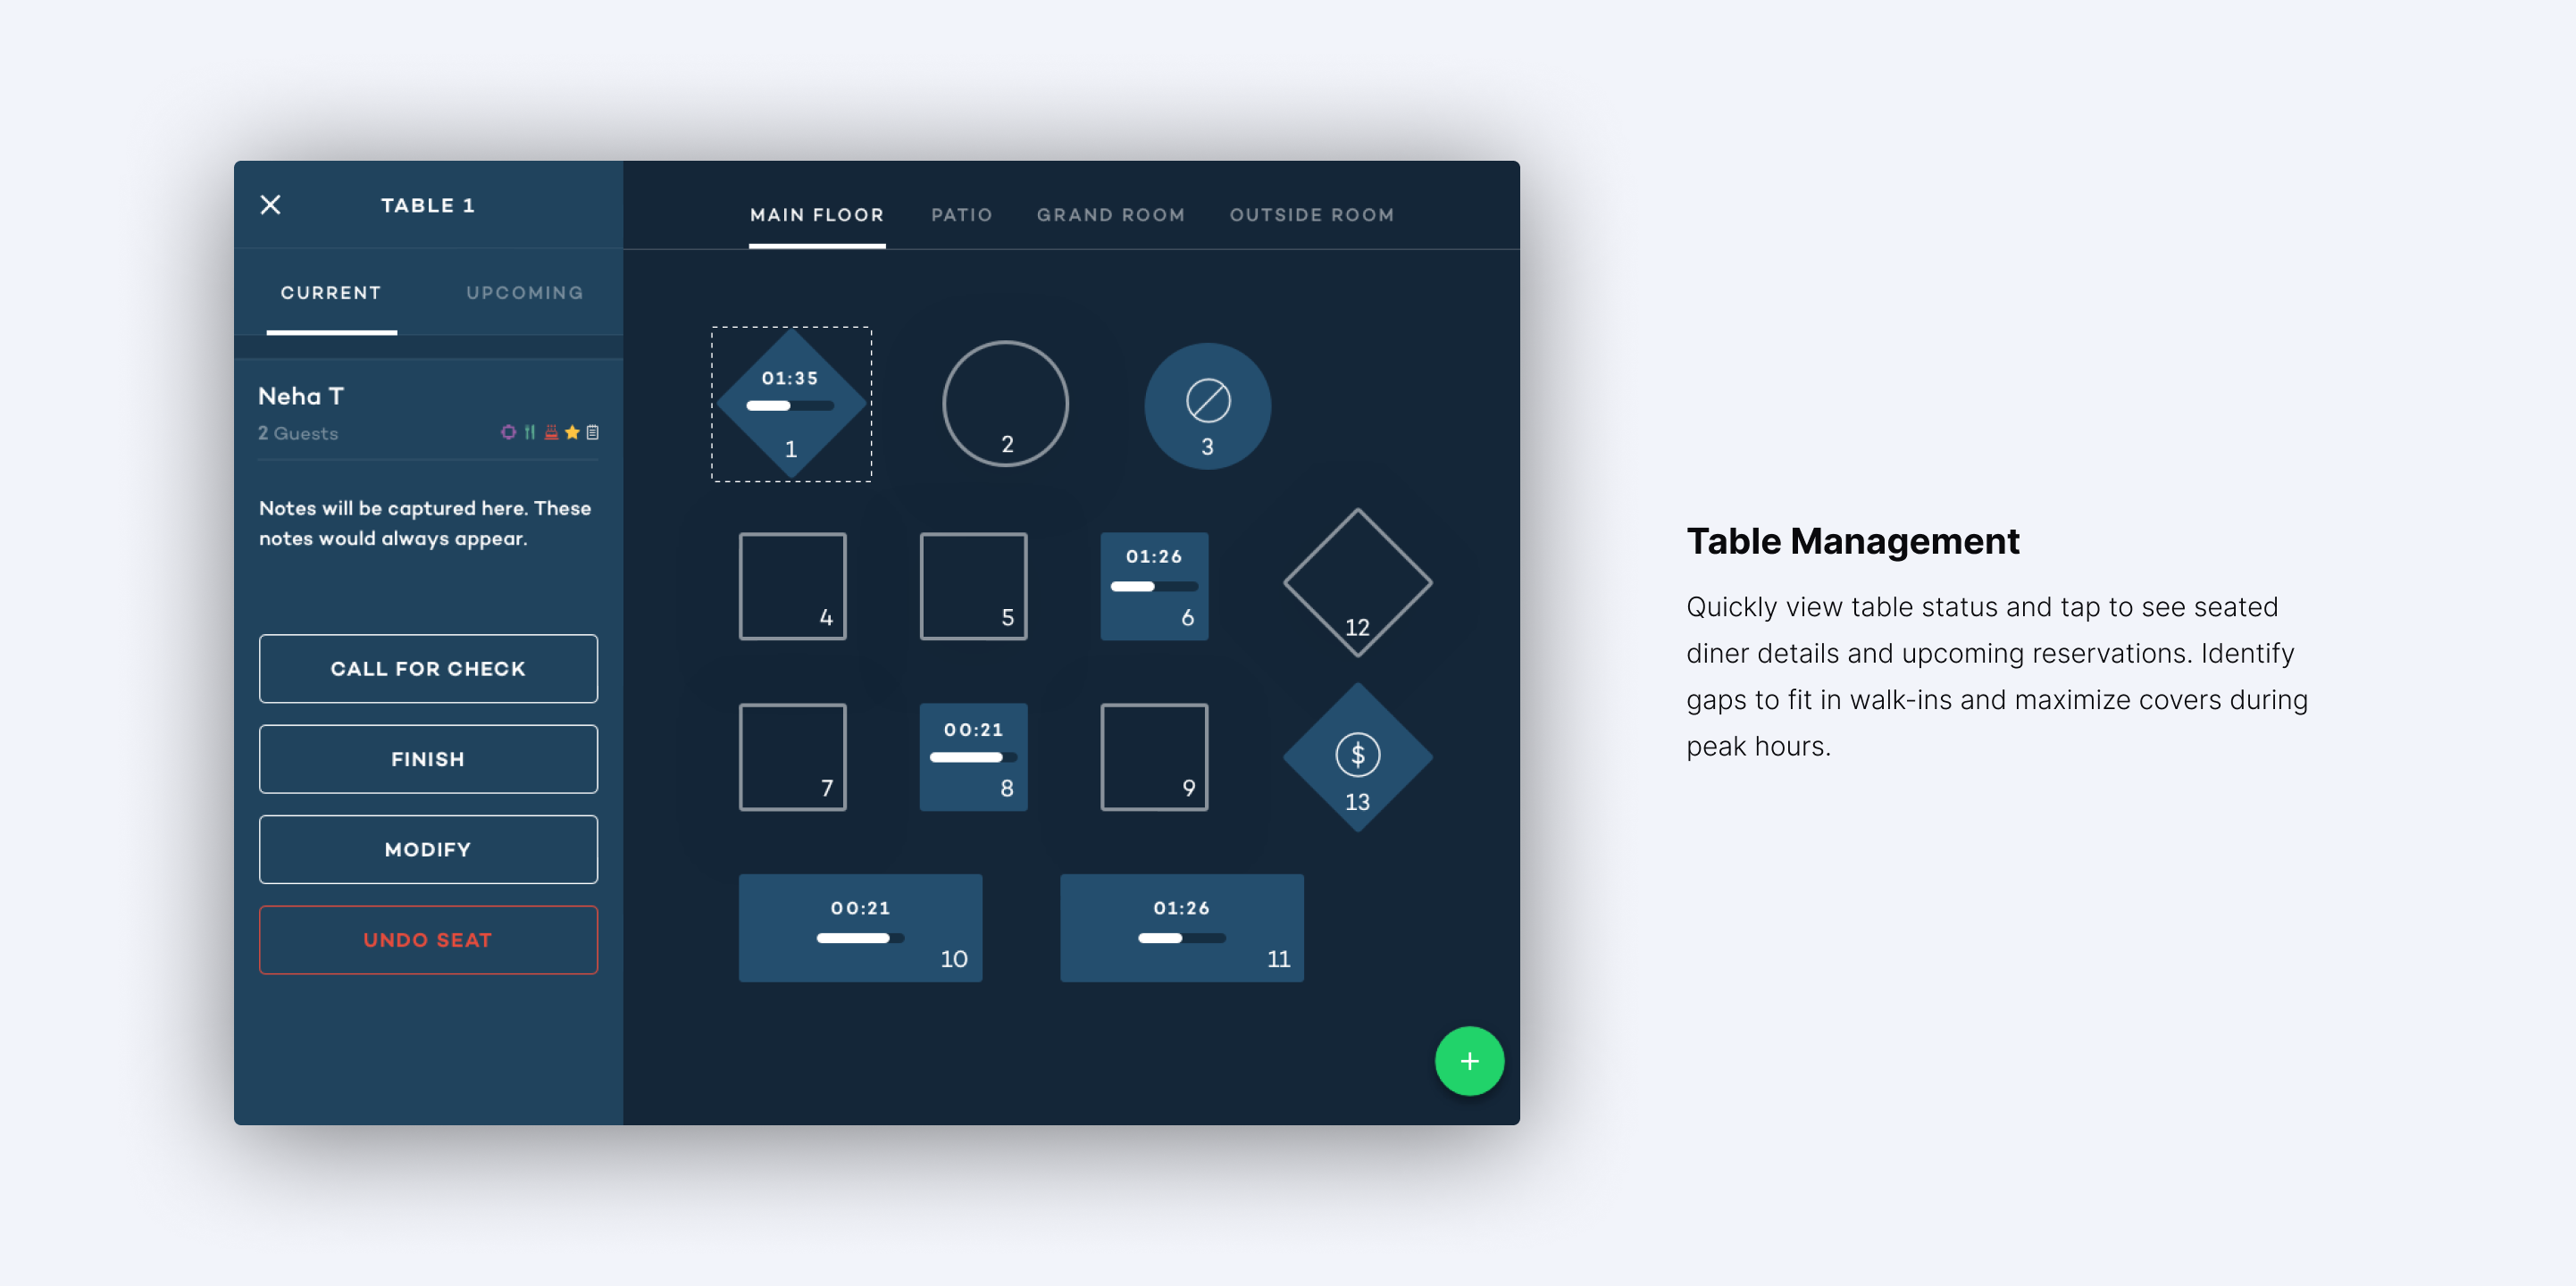 TABLE 1
CURRENT
UPCOMING
Neha T
2 Guests
Notes will be captured here. These
notes would always appear.
CALL FOR CHECK
FINISH
MODIFY
UNDO SEAT
MAIN FLOOR
PATIO
GRAND ROOM
OUTSIDE ROOM
01:35
1
2
3
4
5
01:26
6
12
7
00:21
8
9
$
13
00:21
10
01:26
11
+
Table Management
Quickly view table status and tap to see seated
diner details and upcoming reservations. Identify
gaps to fit in walk-ins and maximize covers during
peak hours.